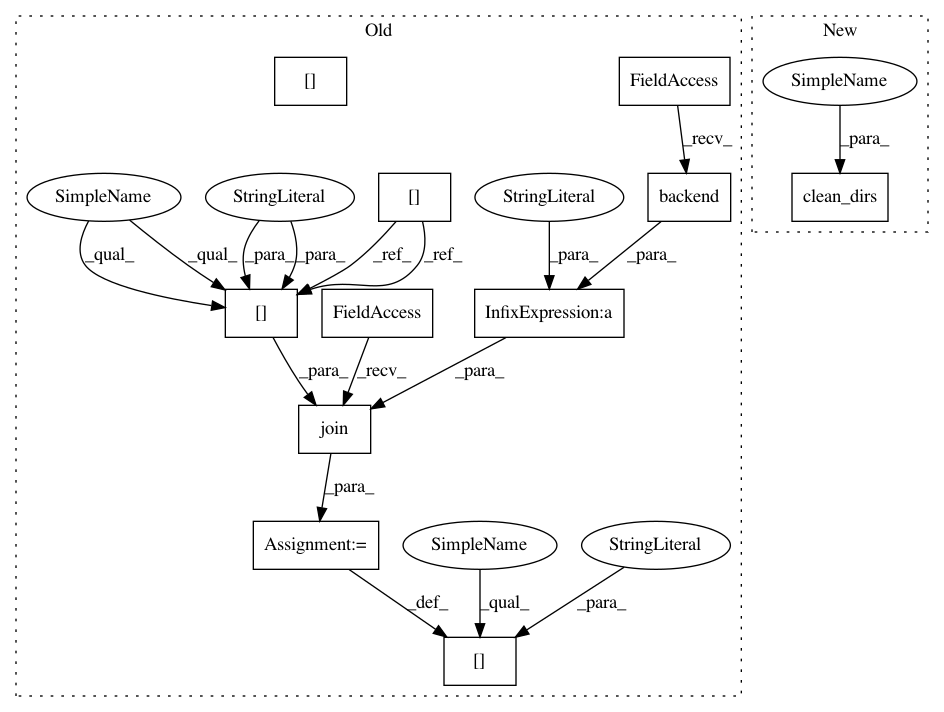 Old
New
[]
FieldAccess
SimpleName
_recv_
_para_
SimpleName
StringLiteral
[]
StringLiteral
backend
clean_dirs
_qual_
_qual_
_para_
_para_
_ref_
_ref_
_para_
_para_
[]
FieldAccess
InfixExpression:a
_para_
_recv_
_para_
join
_para_
Assignment:=
SimpleName
StringLiteral
_def_
_qual_
_para_
[]